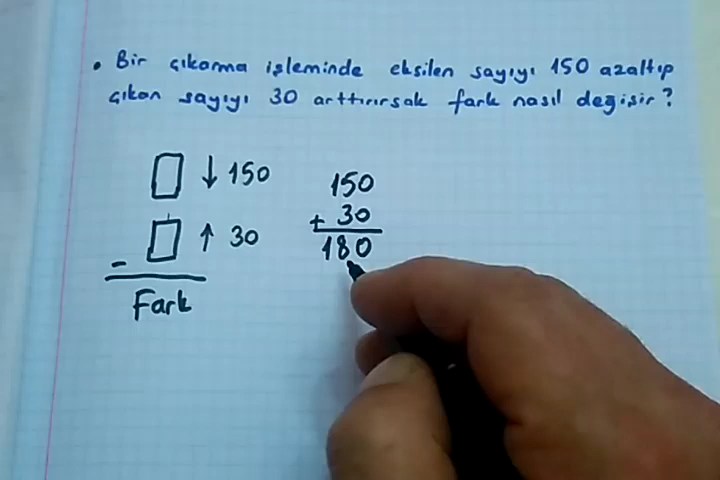 • Bir çıkarma işleminde eksilen sayıyı 150 azaltıp
çıkan sayıyı 30 arttırırsak fark nasıl değişir?
↓ 150
- ↑ 30
Fark
150
+ 30
180